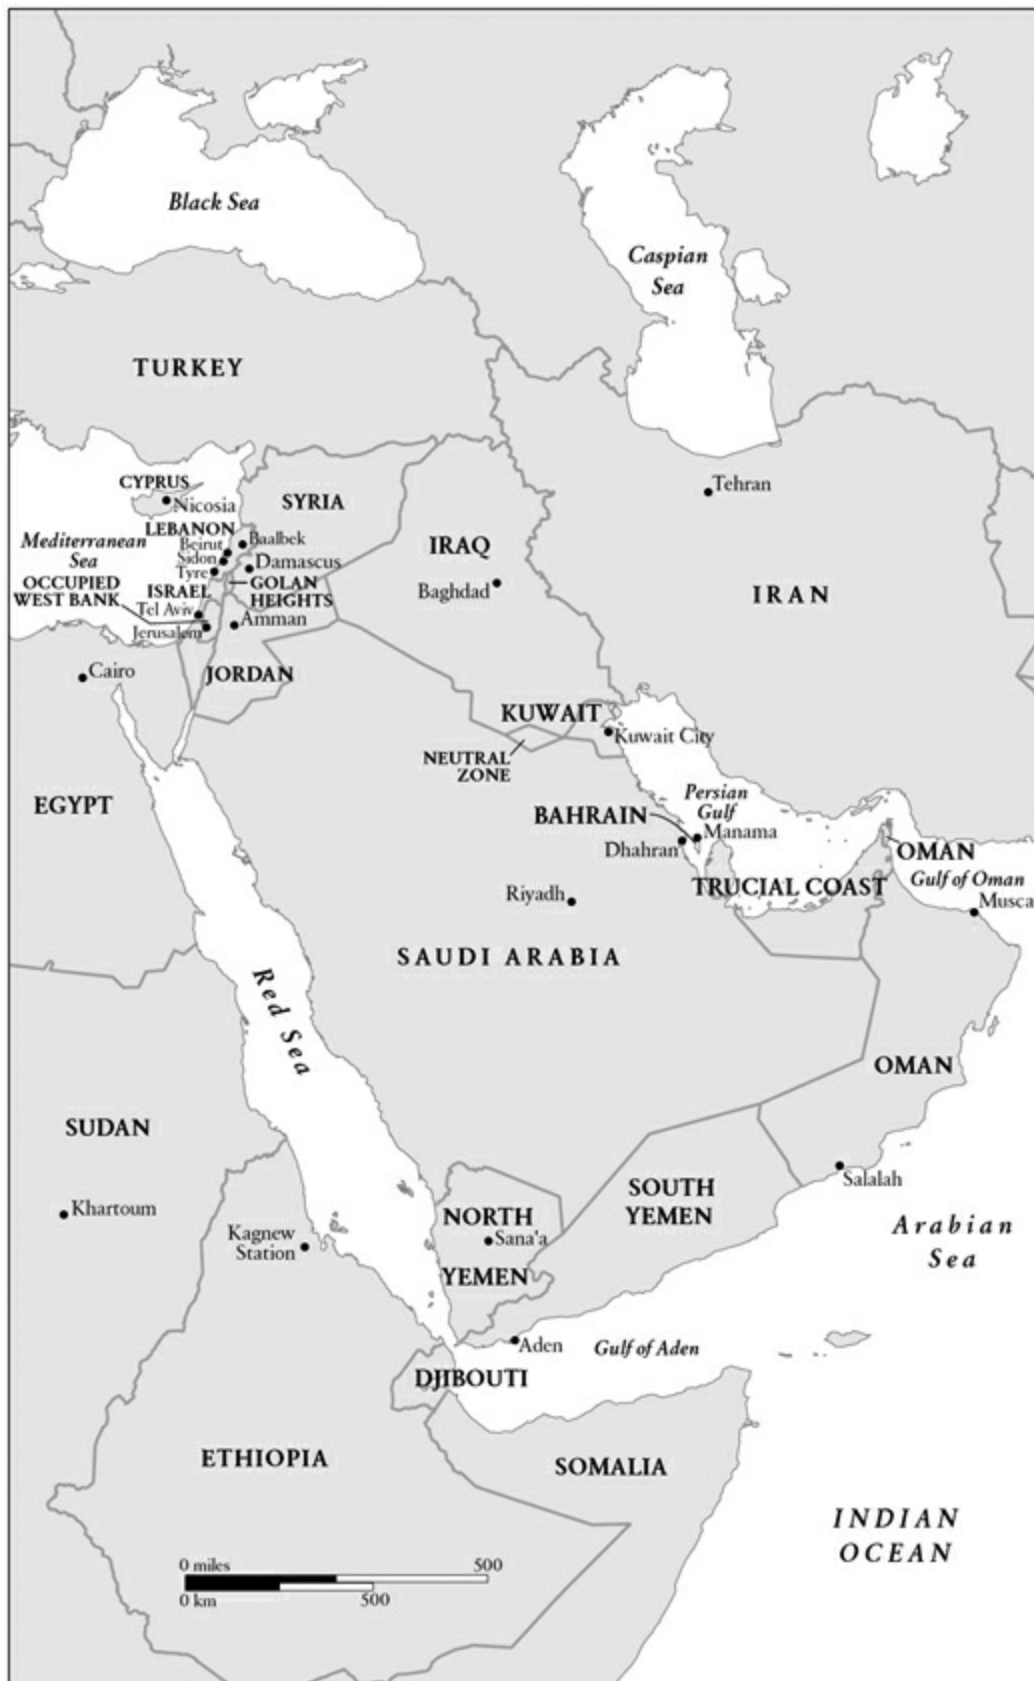 Black Sea
Caspian
Sea
TURKEY
Tehran
CYPRUS
Nicosia
SYRIA
LEBANON
Mediterranean
Sea
Beirut
Baalbek
Sidon
Damascus
Tyre
IRAQ
Baghdad
IRAN
OCCUPIED
WEST BANK
ISRAEL
GOLAN
HEIGHTS
Tel Aviv
Jerusalem
Amman
Cairo
JORDAN
KUWAIT
Kuwait City
NEUTRAL
ZONE
EGYPT
Persian
Gulf
BAHRAIN
Manama
Dhahran
OMAN
Gulf of Oman
TRUCIAL COAST
Musca
Riyadh
SAUDI ARABIA
Red Sea
OMAN
SUDAN
Khartoum
Salalah
SOUTH
YEMEN
NORTH
YEMEN
Sana'a
Kagnew
Station
Arabian
Sea
Aden
Gulf of Aden
DJIBOUTI
ETHIOPIA
SOMALIA
INDIAN
OCEAN
0 miles 500
0 km 500